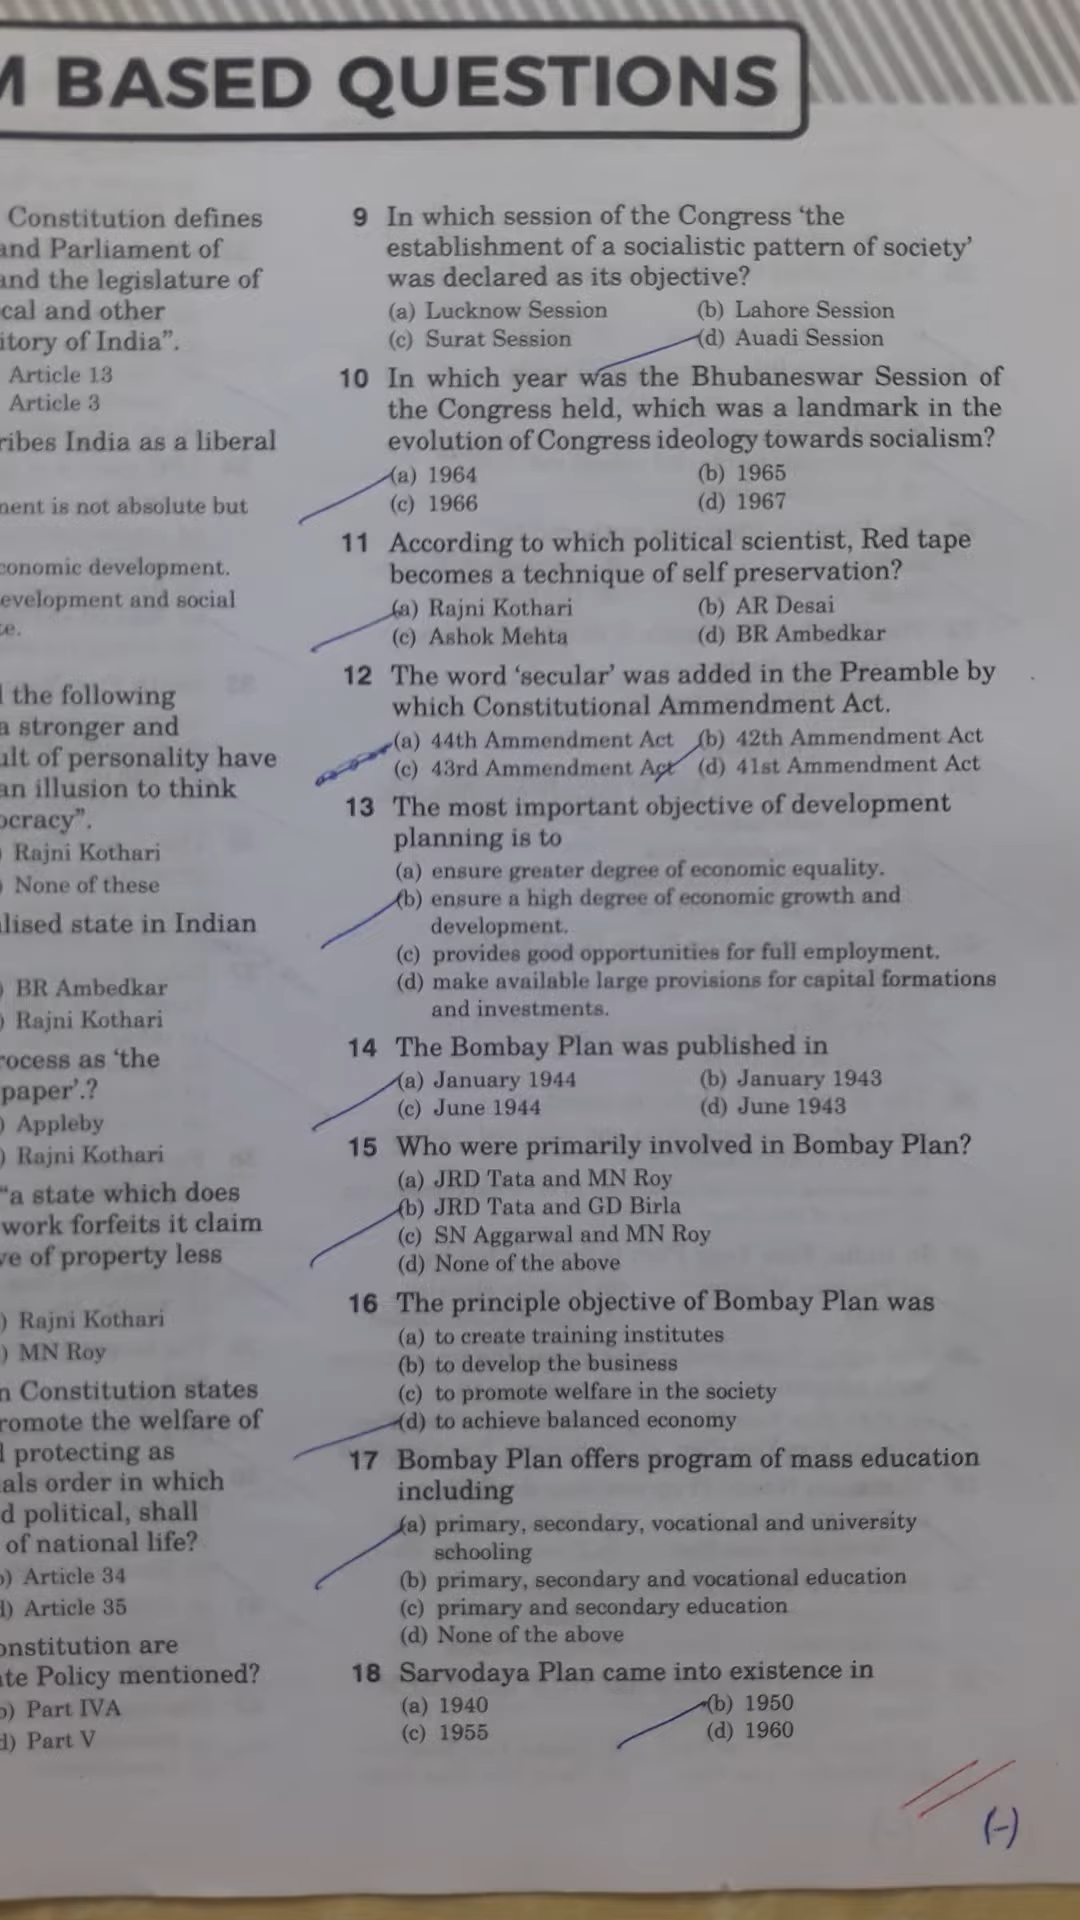 M BASED QUESTIONS
Constitution defines
and Parliament of
and the legislature of
cal and other
itory of India”.
Article 13
Article 3
ribes India as a liberal
ment is not absolute but
conomic development.
evelopment and social
te.
the following
a stronger and
ult of personality have
an illusion to think
ocracy”.
Rajni Kothari
None of these
lised state in Indian
) BR Ambedkar
) Rajni Kothari
rocess as ‘the
paper’.?
) Appleby
) Rajni Kothari
“a state which does
work forfeits it claim
ve of property less
) Rajni Kothari
) MN Roy
n Constitution states
romote the welfare of
protecting as
als order in which
d political, shall
of national life?
b) Article 34
d) Article 35
onstitution are
ate Policy mentioned?
b) Part IVA
d) Part V
9 In which session of the Congress ‘the
establishment of a socialistic pattern of society’
was declared as its objective?
(a) Lucknow Session (b) Lahore Session
(c) Surat Session (d) Auadi Session
10 In which year was the Bhubaneswar Session of
the Congress held, which was a landmark in the
evolution of Congress ideology towards socialism?
(a) 1964 (b) 1965
(c) 1966 (d) 1967
11 According to which political scientist, Red tape
becomes a technique of self preservation?
(a) Rajni Kothari (b) AR Desai
(c) Ashok Mehta (d) BR Ambedkar
12 The word ‘secular’ was added in the Preamble by
which Constitutional Ammendment Act.
(a) 44th Ammendment Act (b) 42th Ammendment Act
(c) 43rd Ammendment Act (d) 41st Ammendment Act
13 The most important objective of development
planning is to
(a) ensure greater degree of economic equality.
(b) ensure a high degree of economic growth and
development.
(c) provides good opportunities for full employment.
(d) make available large provisions for capital formations
and investments.
14 The Bombay Plan was published in
(a) January 1944 (b) January 1943
(c) June 1944 (d) June 1943
15 Who were primarily involved in Bombay Plan?
(a) JRD Tata and MN Roy
(b) JRD Tata and GD Birla
(c) SN Aggarwal and MN Roy
(d) None of the above
16 The principle objective of Bombay Plan was
(a) to create training institutes
(b) to develop the business
(c) to promote welfare in the society
(d) to achieve balanced economy
17 Bombay Plan offers program of mass education
including
(a) primary, secondary, vocational and university
schooling
(b) primary, secondary and vocational education
(c) primary and secondary education
(d) None of the above
18 Sarvodaya Plan came into existence in
(a) 1940 (b) 1950
(c) 1955 (d) 1960
(-)